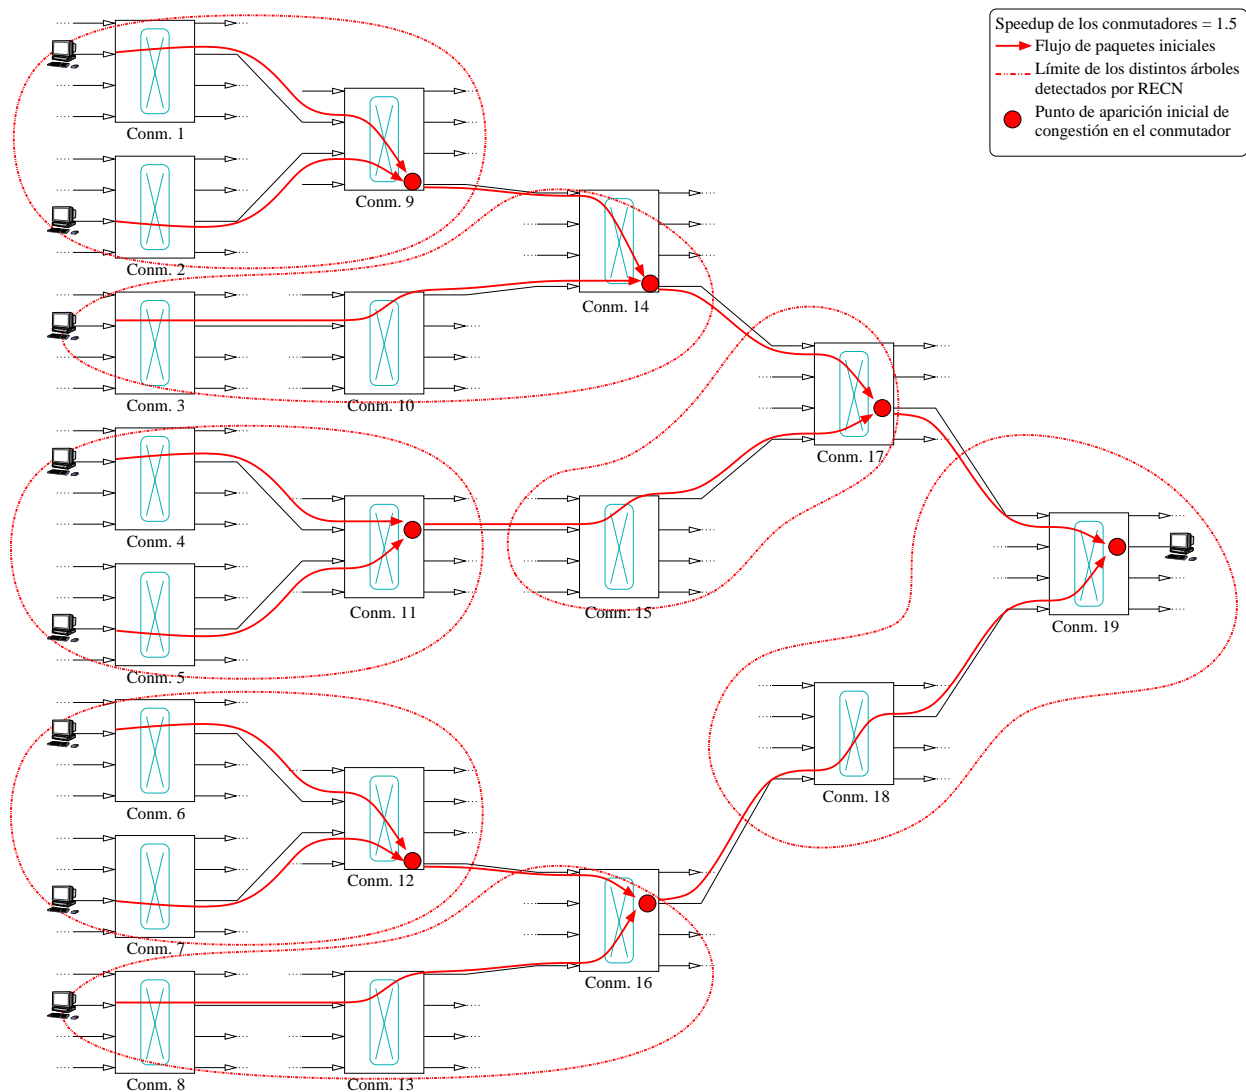 Speedup de los conmutadores = 1.5
Flujo de paquetes iniciales
Límite de los distintos árboles
detectados por RECN
Punto de aparición inicial de
congestión en el conmutador
Conm. 1
Conm. 9
Conm. 2
Conm. 14
Conm. 3
Conm. 10
Conm. 17
Conm. 4
Conm. 11
Conm. 15
Conm. 19
Conm. 5
Conm. 18
Conm. 6
Conm. 12
Conm. 7
Conm. 16
Conm. 8
Conm. 13